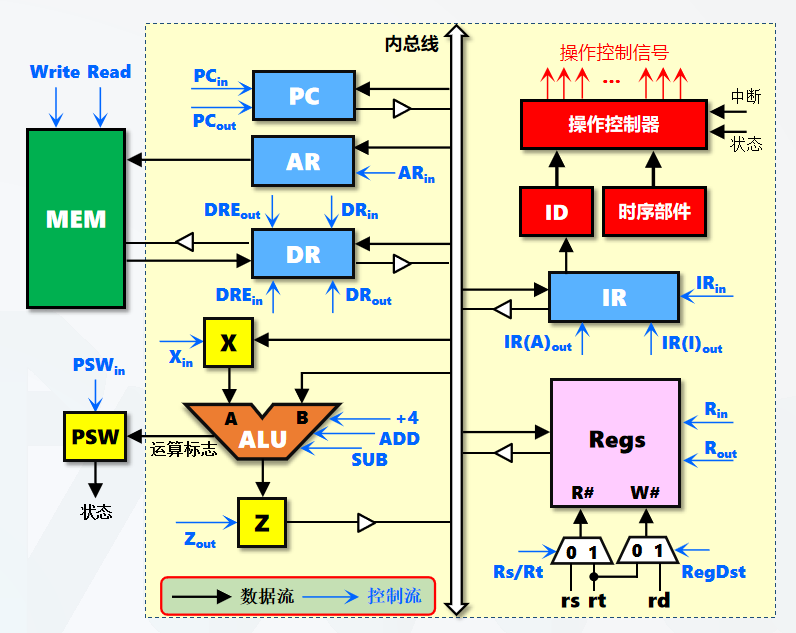 内总线
操作控制信号
Write Read
PCin
PC
PCout
...
操作控制器
中断
状态
MEM
AR
ARin
DREout
DRin
DR
DREin
DRout
ID
时序部件
IR
IRin
IR(A)out
IR(I)out
X
Xin
PSWin
PSW
状态
运算标志
A
B
ALU
+4
ADD
SUB
Z
Zout
Regs
Rin
Rout
R#
W#
0 1
0 1
Rs/Rt
RegDst
rs rt
rd
数据流
控制流